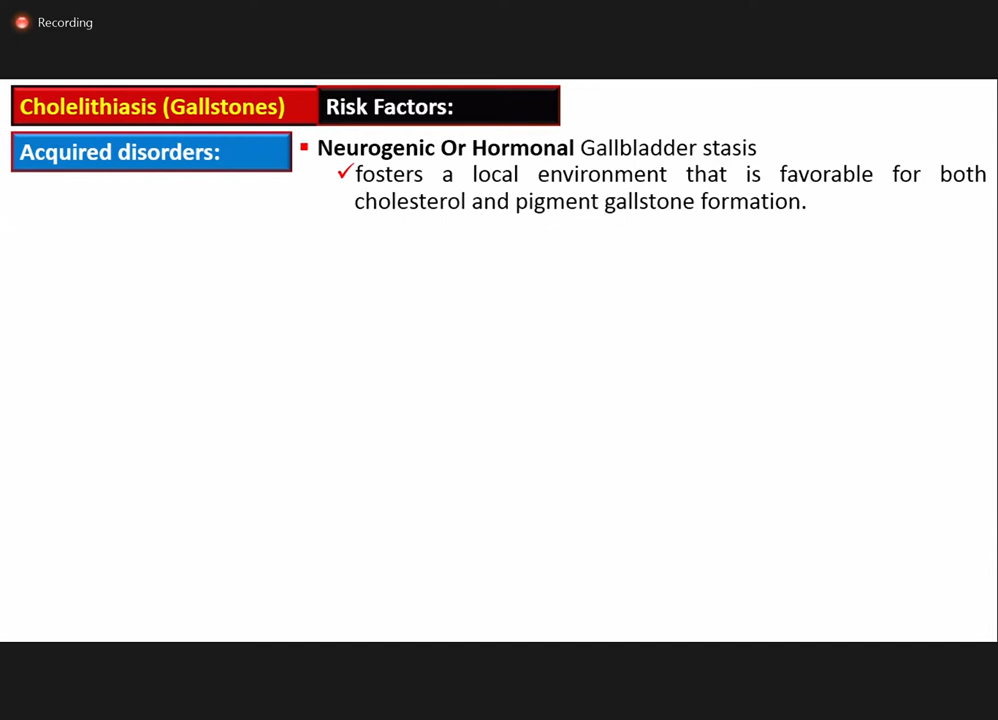 Recording
Cholelithiasis (Gallstones) Risk Factors:
Acquired disorders:
▪ Neurogenic Or Hormonal Gallbladder stasis
✓fosters a local environment that is favorable for both
cholesterol and pigment gallstone formation.